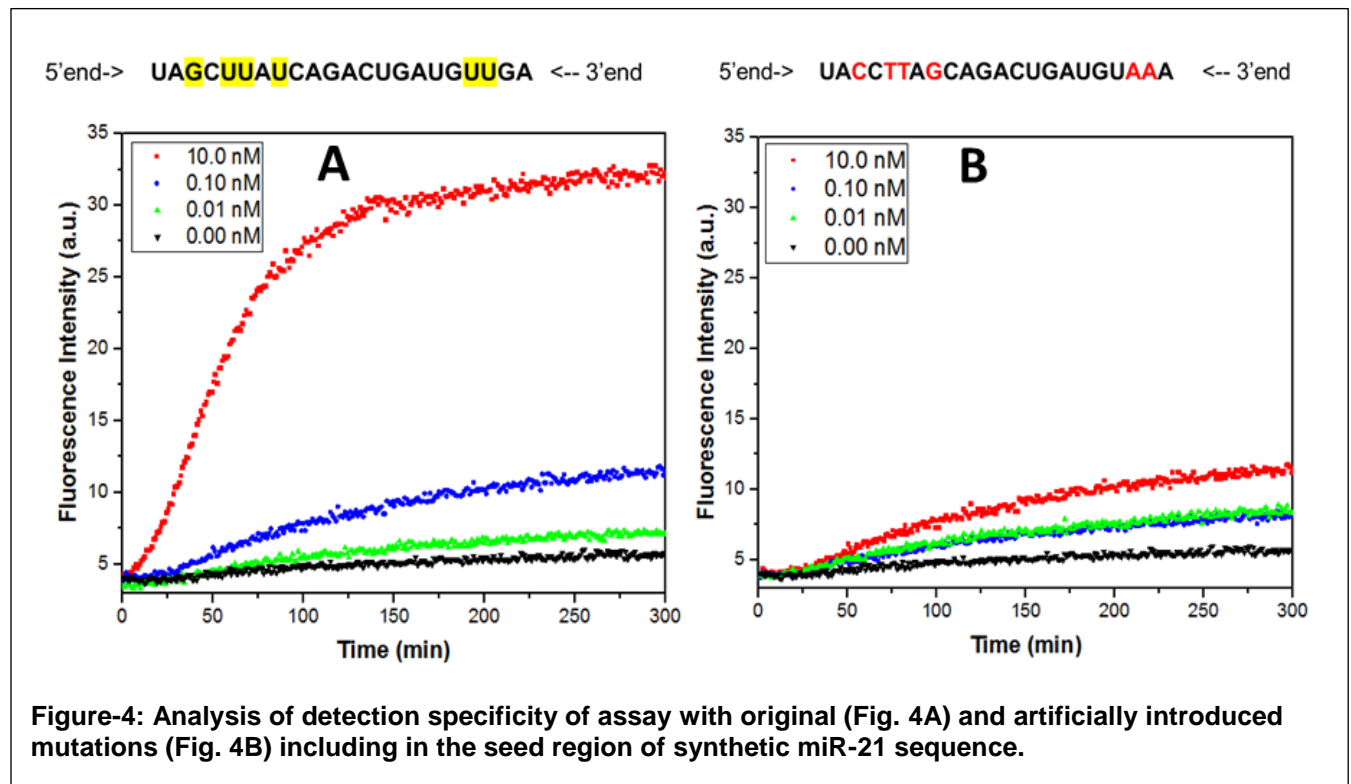 5'end-> UAGCUUAUCAGACUGAUGUUGA <-- 3'end
5'end-> UACCTTAGCAGACUGAUGUAAA <-- 3'end
A
10.0 nM
0.10 nM
0.01 nM
0.00 nM
35
30
25
20
15
10
5
Fluorescence Intensity (a.u.)
0 50 100 150 200 250 300
Time (min)
B
10.0 nM
0.10 nM
0.01 nM
0.00 nM
35
30
25
20
15
10
5
Fluorescence Intensity (a.u.)
0 50 100 150 200 250 300
Time (min)
Figure-4: Analysis of detection specificity of assay with original (Fig. 4A) and artificially introduced
mutations (Fig. 4B) including in the seed region of synthetic miR-21 sequence.